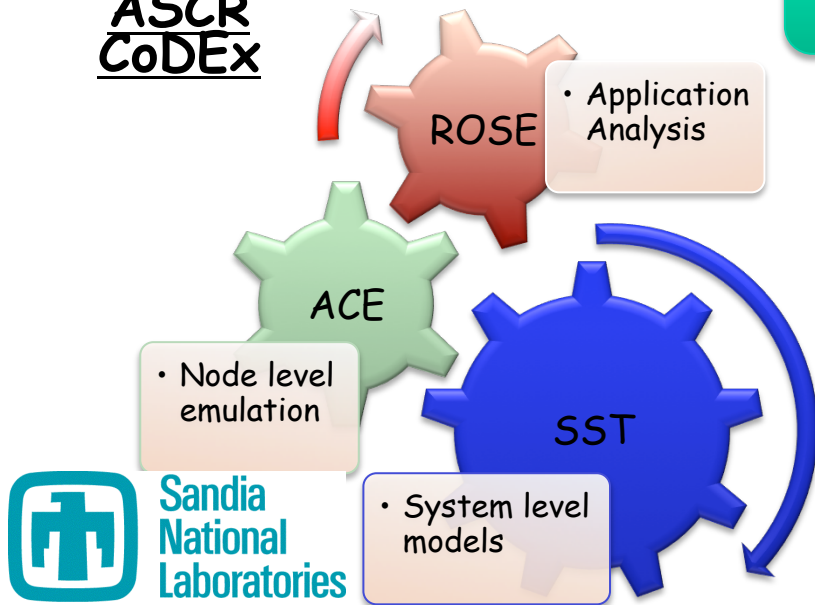 ASCR
CoDEx
ROSE
• Application
Analysis
ACE
• Node level
emulation
SST
• System level
models
Sandia
National
Laboratories